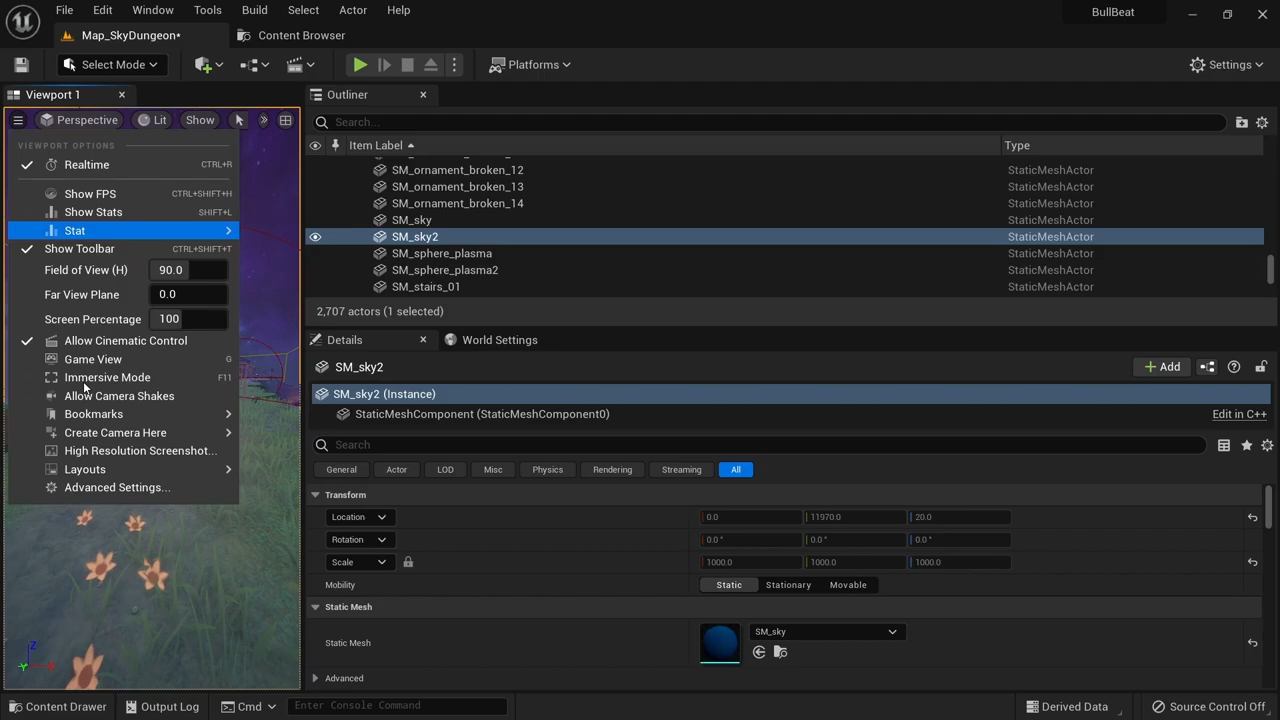 File Edit Window Tools Build Select Actor Help BullBeat
Map_SkyDungeon* Content Browser
Select Mode Platforms Settings
Viewport 1 Outliner
Perspective Lit Show Search...
VIEWPORT OPTIONS Item Label Type
Realtime CTRL+R
Show FPS CTRL+SHIFT+H
Show Stats SHIFT+L
Stat
Show Toolbar CTRL+SHIFT+T
Field of View (H) 90.0
Far View Plane 0.0
Screen Percentage 100
Allow Cinematic Control
Game View G
Immersive Mode F11
Allow Camera Shakes
Bookmarks
Create Camera Here
High Resolution Screenshot...
Layouts
Advanced Settings...
SM_ornament_broken_12 StaticMeshActor
SM_ornament_broken_13 StaticMeshActor
SM_ornament_broken_14 StaticMeshActor
SM_sky StaticMeshActor
SM_sky2 StaticMeshActor
SM_sphere_plasma StaticMeshActor
SM_sphere_plasma2 StaticMeshActor
SM_stairs_01 StaticMeshActor
2,707 actors (1 selected)
Details World Settings
SM_sky2 Add
SM_sky2 (Instance)
StaticMeshComponent (StaticMeshComponent0) Edit in C++
Search
General Actor LOD Misc Physics Rendering Streaming All
Transform
Location 0.0 11970.0 20.0
Rotation 0.0 ° 0.0 ° 0.0 °
Scale 1000.0 1000.0 1000.0
Mobility Static Stationary Movable
Static Mesh
Static Mesh SM_sky
Advanced
Z
Content Drawer Output Log Cmd Enter Console Command Derived Data Source Control Off